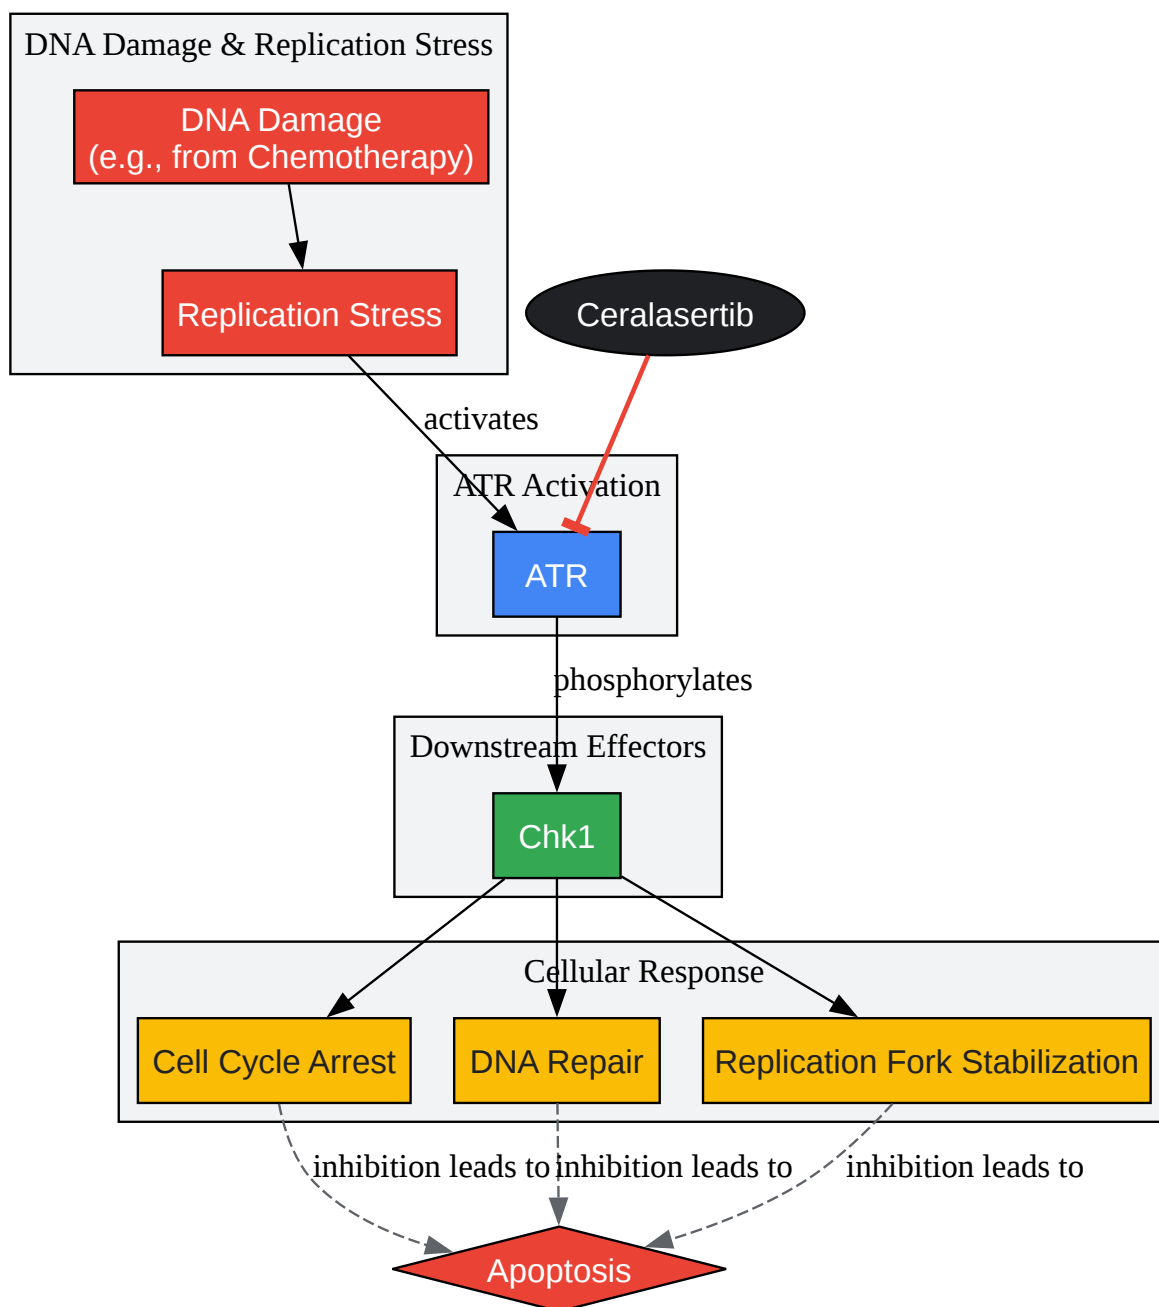 DNA Damage & Replication Stress
DNA Damage
(e.g., from Chemotherapy)
Replication Stress
Ceralasertib
activates
ATR Activation
ATR
phosphorylates
Downstream Effectors
Chk1
Cellular Response
Cell Cycle Arrest
DNA Repair
Replication Fork Stabilization
inhibition leads to
inhibition leads to
inhibition leads to
Apoptosis